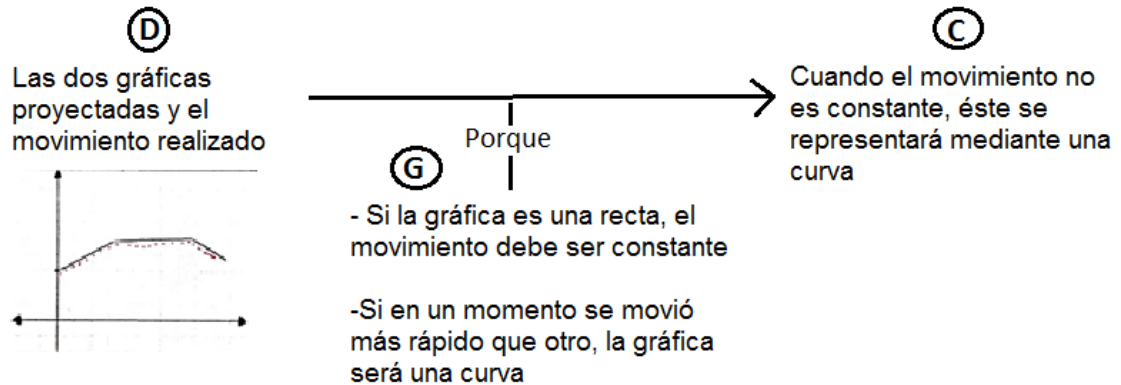 D
Las dos gráficas
proyectadas y el
movimiento realizado
Porque
G
- Si la gráfica es una recta, el
movimiento debe ser constante
-Si en un momento se movió
más rápido que otro, la gráfica
será una curva
C
Cuando el movimiento no
es constante, éste se
representará mediante una
curva